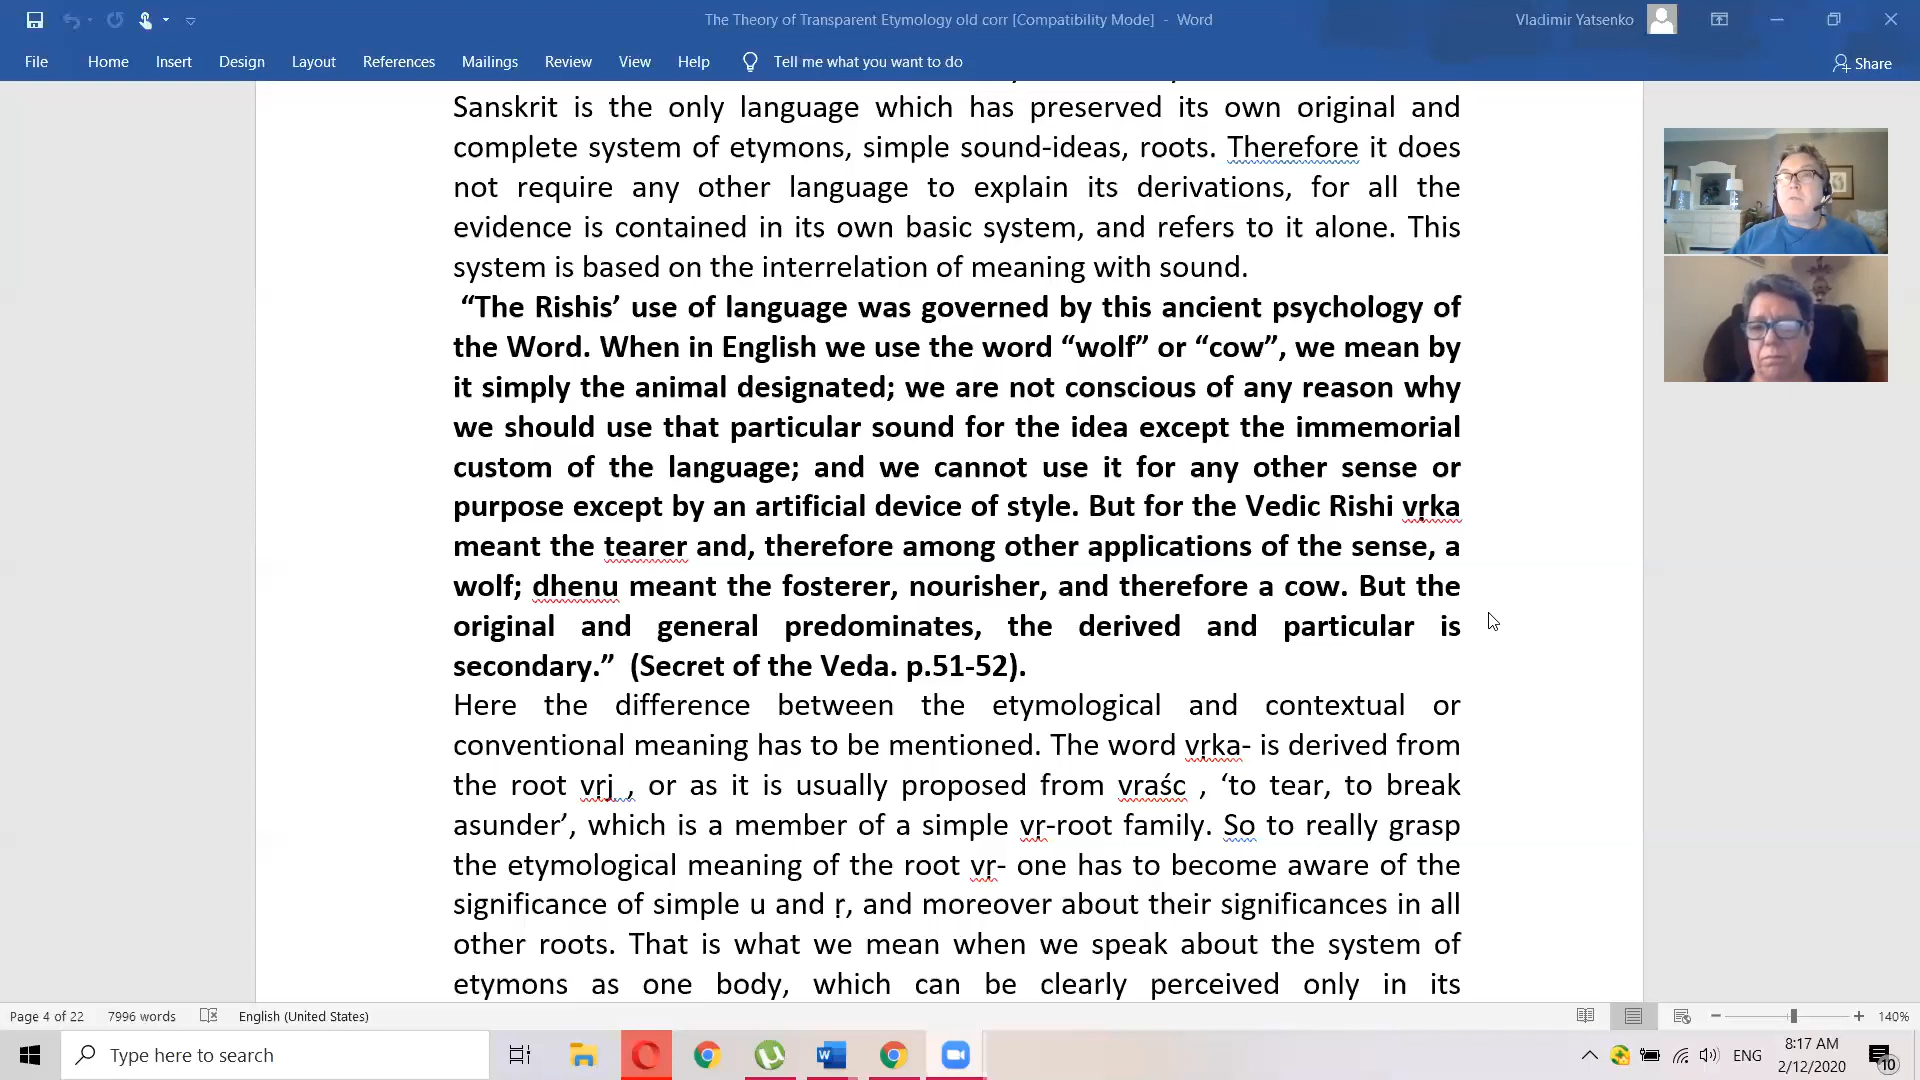 The Theory of Transparent Etymology old corr [Compatibility Mode] - Word
Vladimir Yatsenko
File Home Insert Design Layout References Mailings Review View Help Tell me what you want to do
Share
Sanskrit is the only language which has preserved its own original and
complete system of etymons, simple sound-ideas, roots. Therefore it does
not require any other language to explain its derivations, for all the
evidence is contained in its own basic system, and refers to it alone. This
system is based on the interrelation of meaning with sound.
“The Rishis’ use of language was governed by this ancient psychology of
the Word. When in English we use the word “wolf” or “cow”, we mean by
it simply the animal designated; we are not conscious of any reason why
we should use that particular sound for the idea except the immemorial
custom of the language; and we cannot use it for any other sense or
purpose except by an artificial device of style. But for the Vedic Rishi vṛka
meant the tearer and, therefore among other applications of the sense, a
wolf; dhenu meant the fosterer, nourisher, and therefore a cow. But the
original and general predominates, the derived and particular is
secondary.” (Secret of the Veda. p.51-52).
Here the difference between the etymological and contextual or
conventional meaning has to be mentioned. The word vṛka- is derived from
the root vṛj , or as it is usually proposed from vraśc , ‘to tear, to break
asunder’, which is a member of a simple vṛ-root family. So to really grasp
the etymological meaning of the root vṛ- one has to become aware of the
significance of simple u and ṛ, and moreover about their significances in all
other roots. That is what we mean when we speak about the system of
etymons as one body, which can be clearly perceived only in its
Page 4 of 22 7996 words English (United States) 140%
Type here to search
ENG
8:17 AM
2/12/2020
10